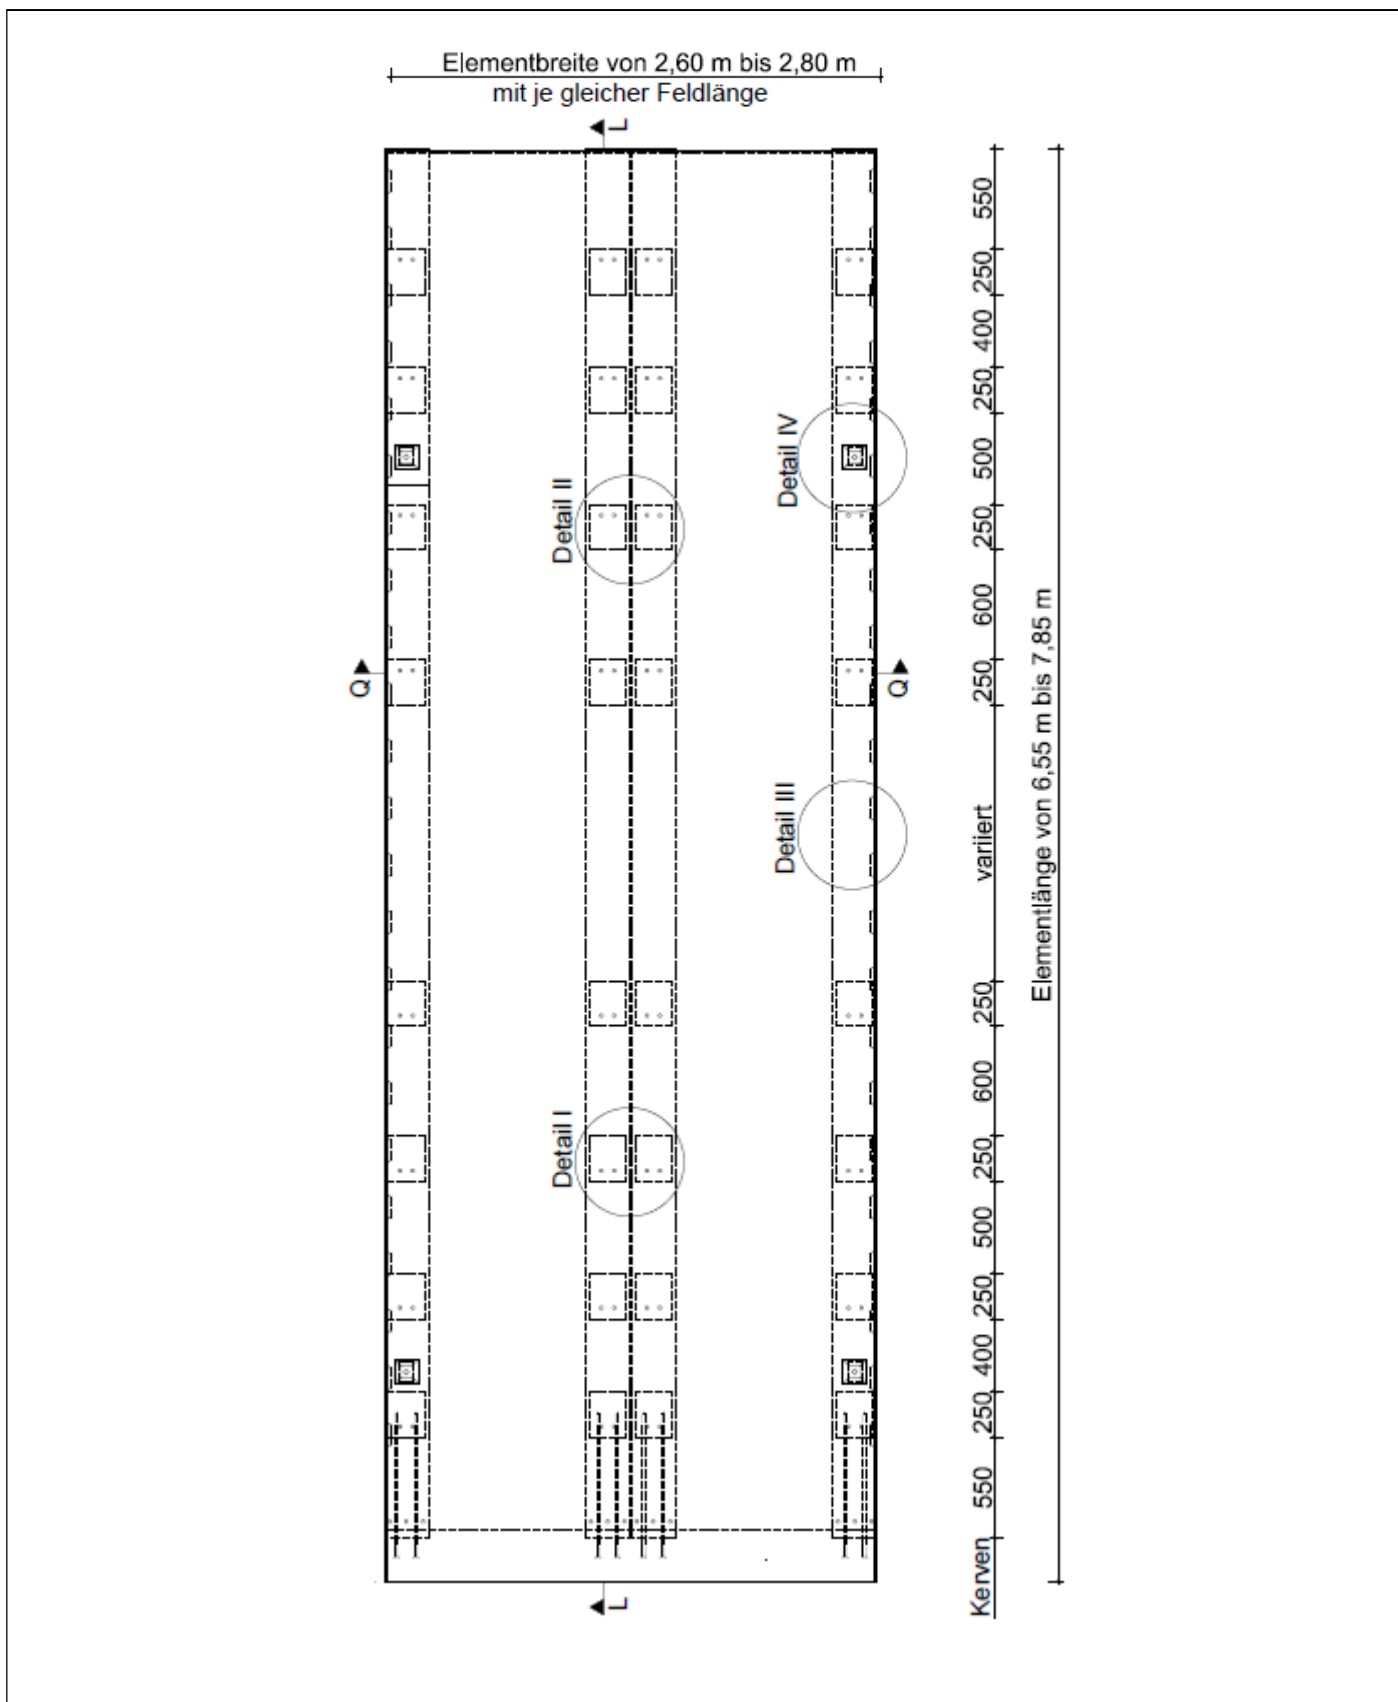 Elementbreite von 2,60 m bis 2,80 m
mit je gleicher Feldlänge
L
550
250
400
250
Detail IV
500
Detail II
250
600
Q
Q
250
Elementlänge von 6,55 m bis 7,85 m
Detail III
variiert
250
600
Detail I
250
500
250
400
250
550
Kerven
L